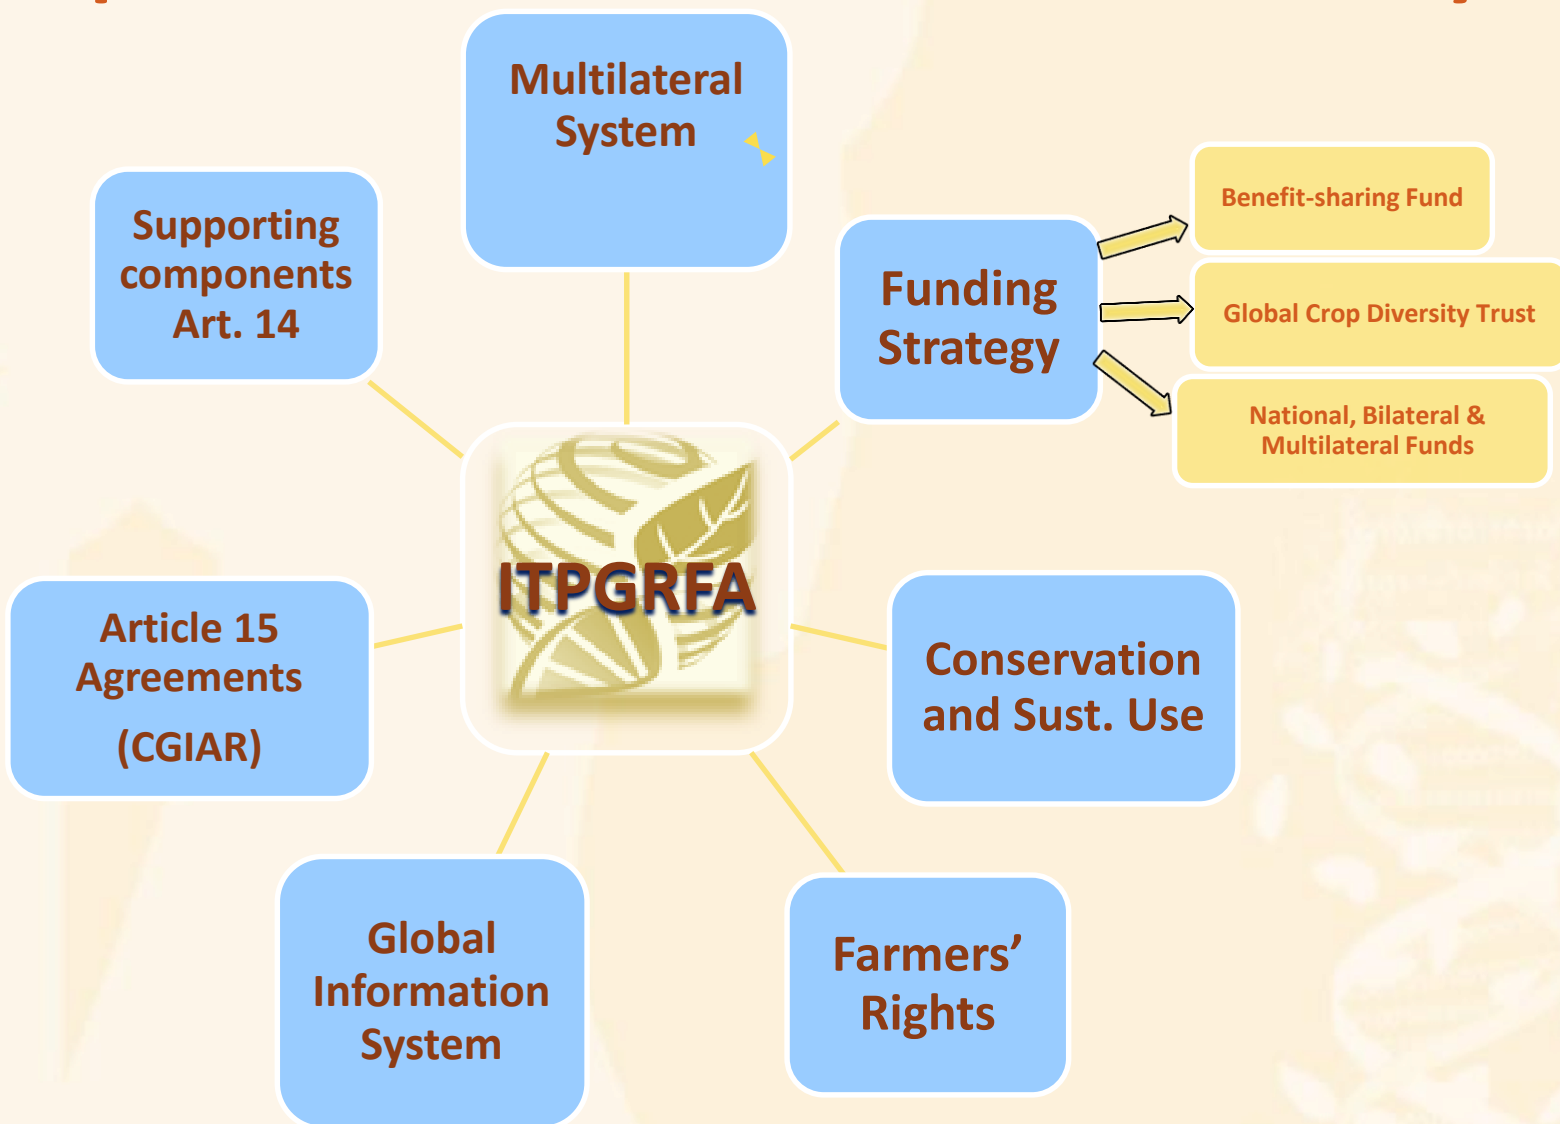 Multilateral
System
Supporting
components
Art. 14
Funding
Strategy
Benefit-sharing Fund
Global Crop Diversity Trust
National, Bilateral &
Multilateral Funds
ITPGRFA
Article 15
Agreements
(CGIAR)
Conservation
and Sust. Use
Global
Information
System
Farmers’
Rights